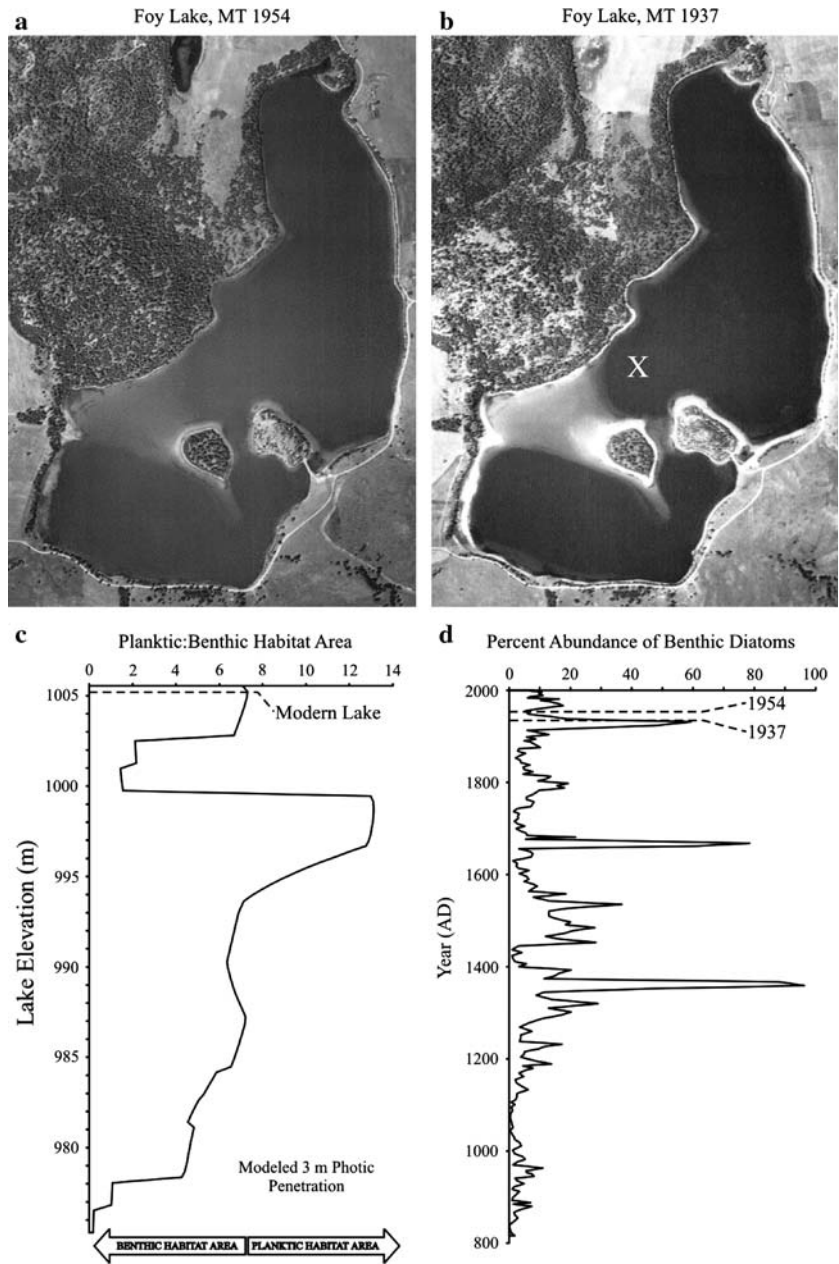 a
Foy Lake, MT 1954
b
Foy Lake, MT 1937
X
c
Planktic:Benthic Habitat Area
0 2 4 6 8 10 12 14
1005
1000
995
990
985
980
Lake Elevation (m)
Modern Lake
Modeled 3 m Photic
Penetration
BENTHIC HABITAT AREA
PLANKTIC HABITAT AREA
d
Percent Abundance of Benthic Diatoms
0 20 40 60 80 100
2000
1800
1600
1400
1200
1000
800
Year (AD)
1954
1937